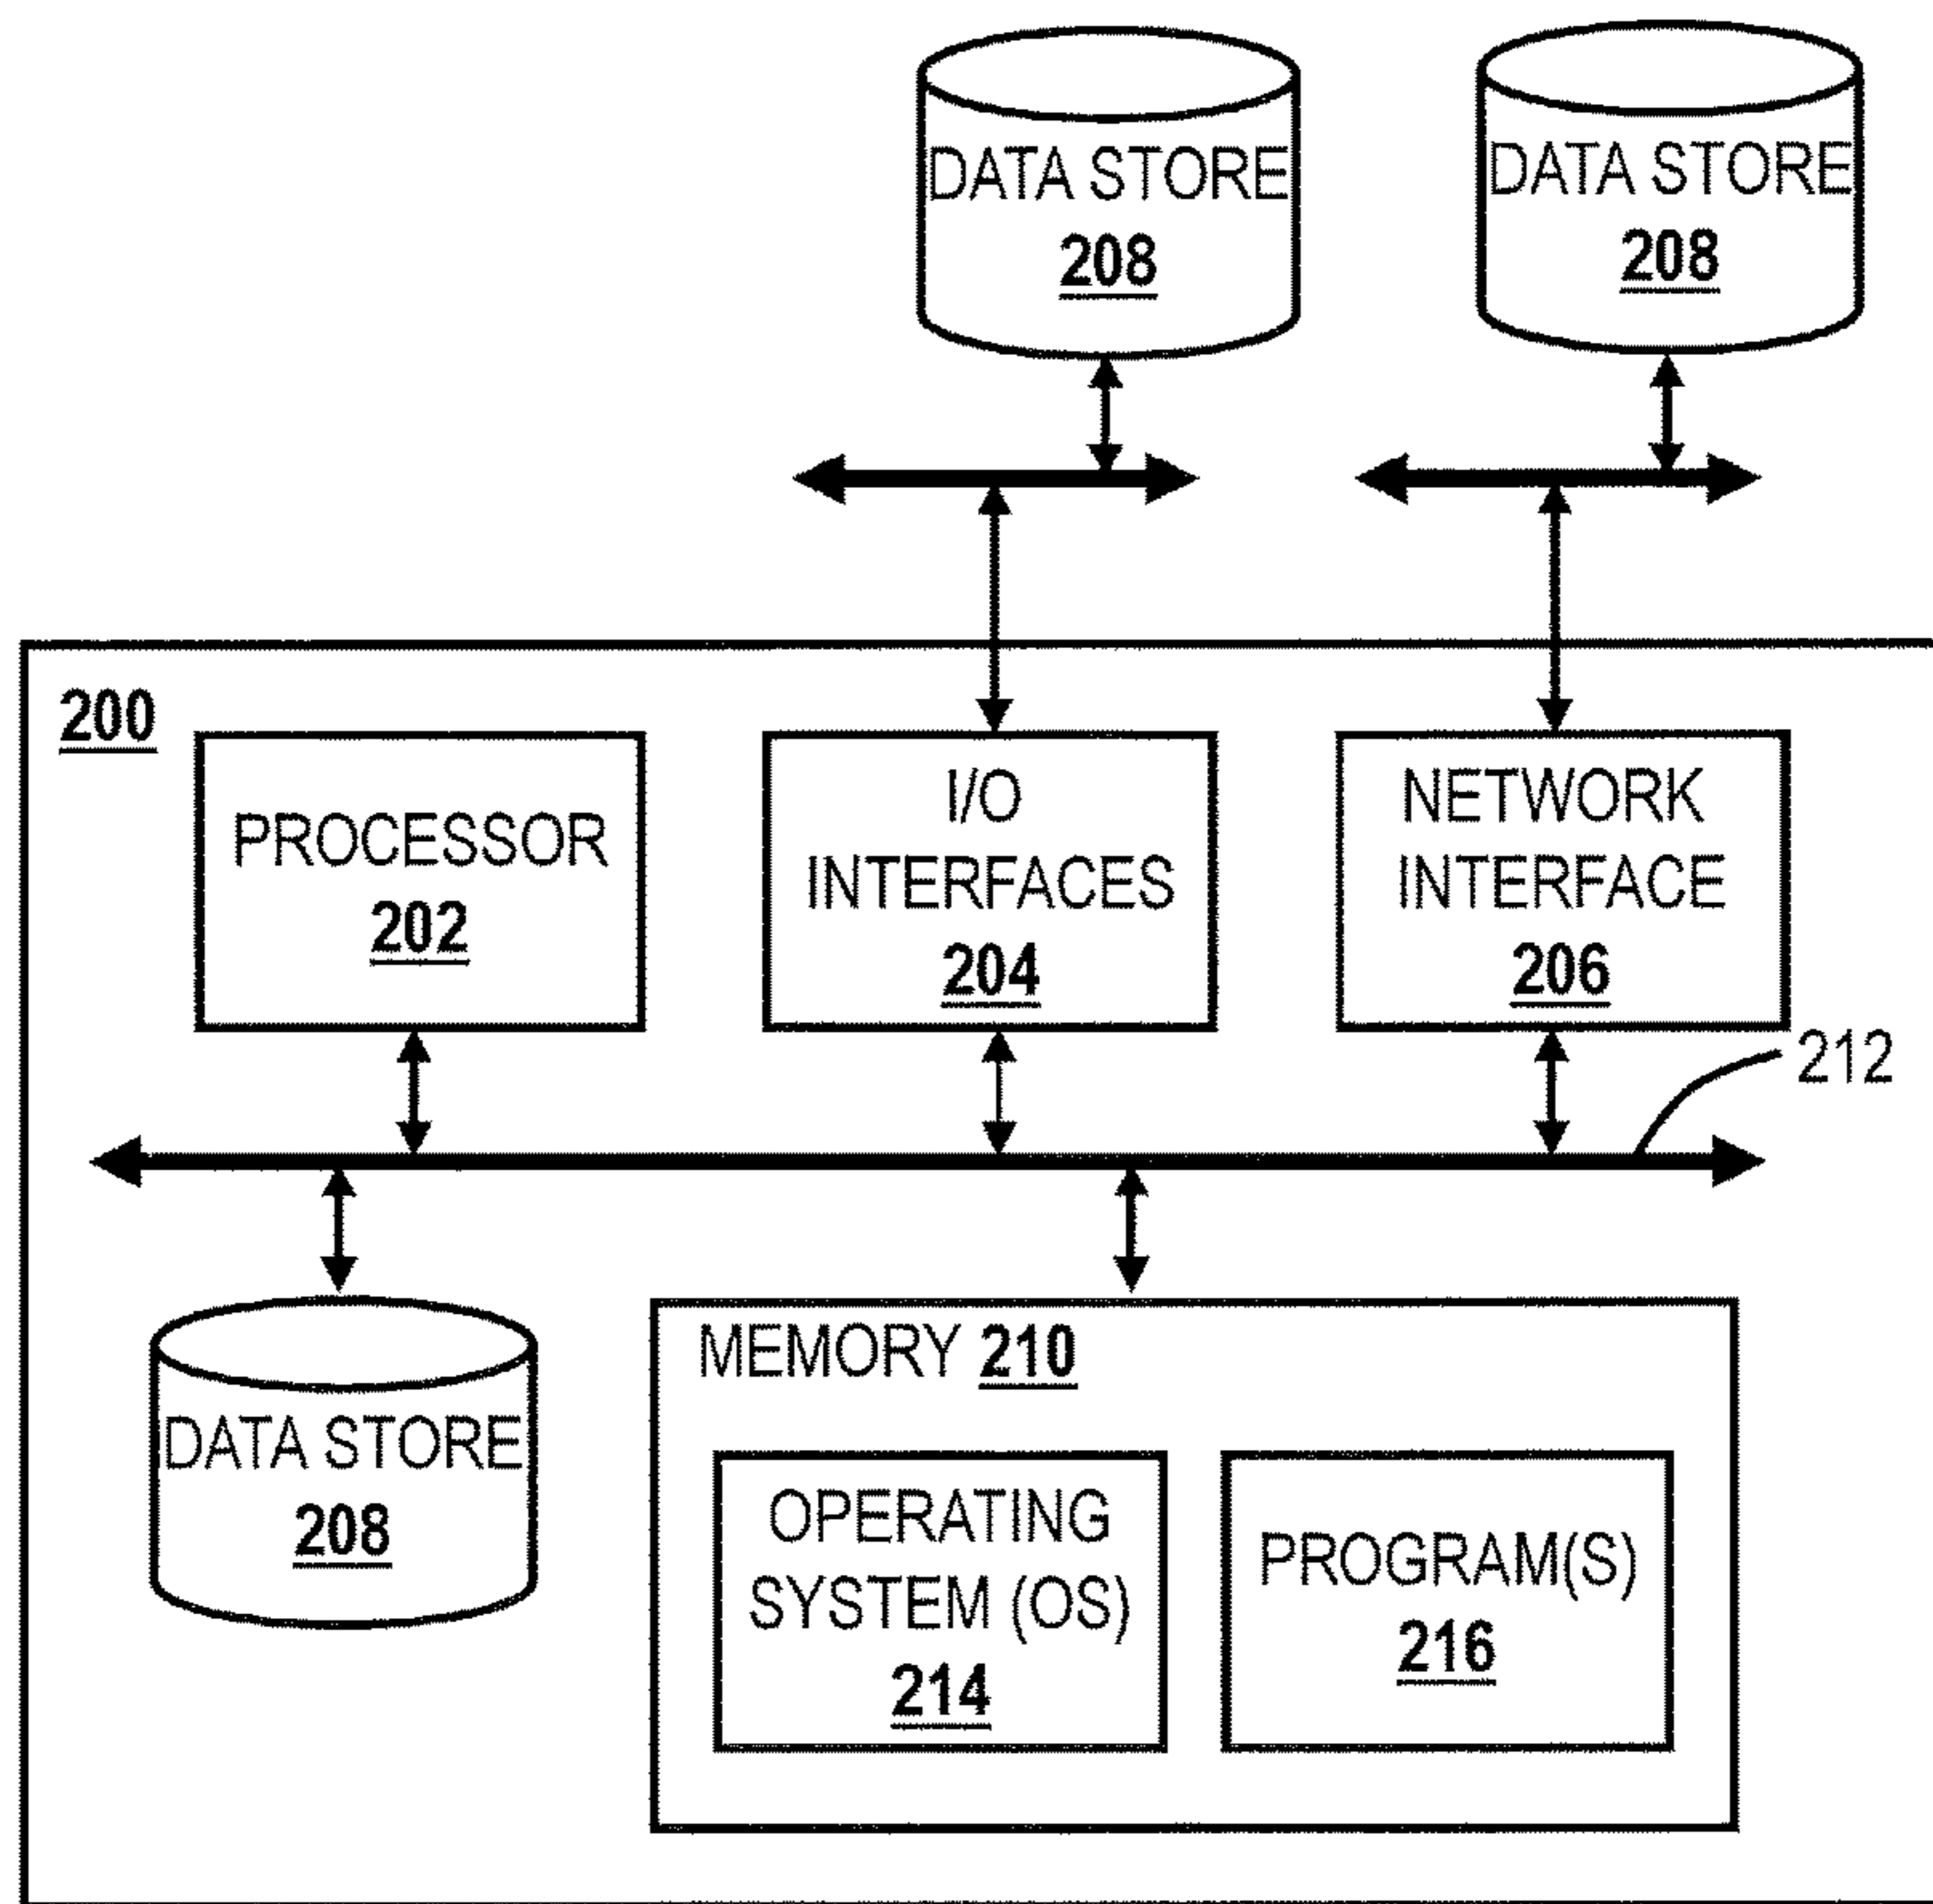 DATA STORE
208
DATA STORE
208
200
PROCESSOR
202
I/O
INTERFACES
204
NETWORK
INTERFACE
206
212
DATA STORE
208
MEMORY 210
OPERATING
SYSTEM (OS)
214
PROGRAM(S)
216